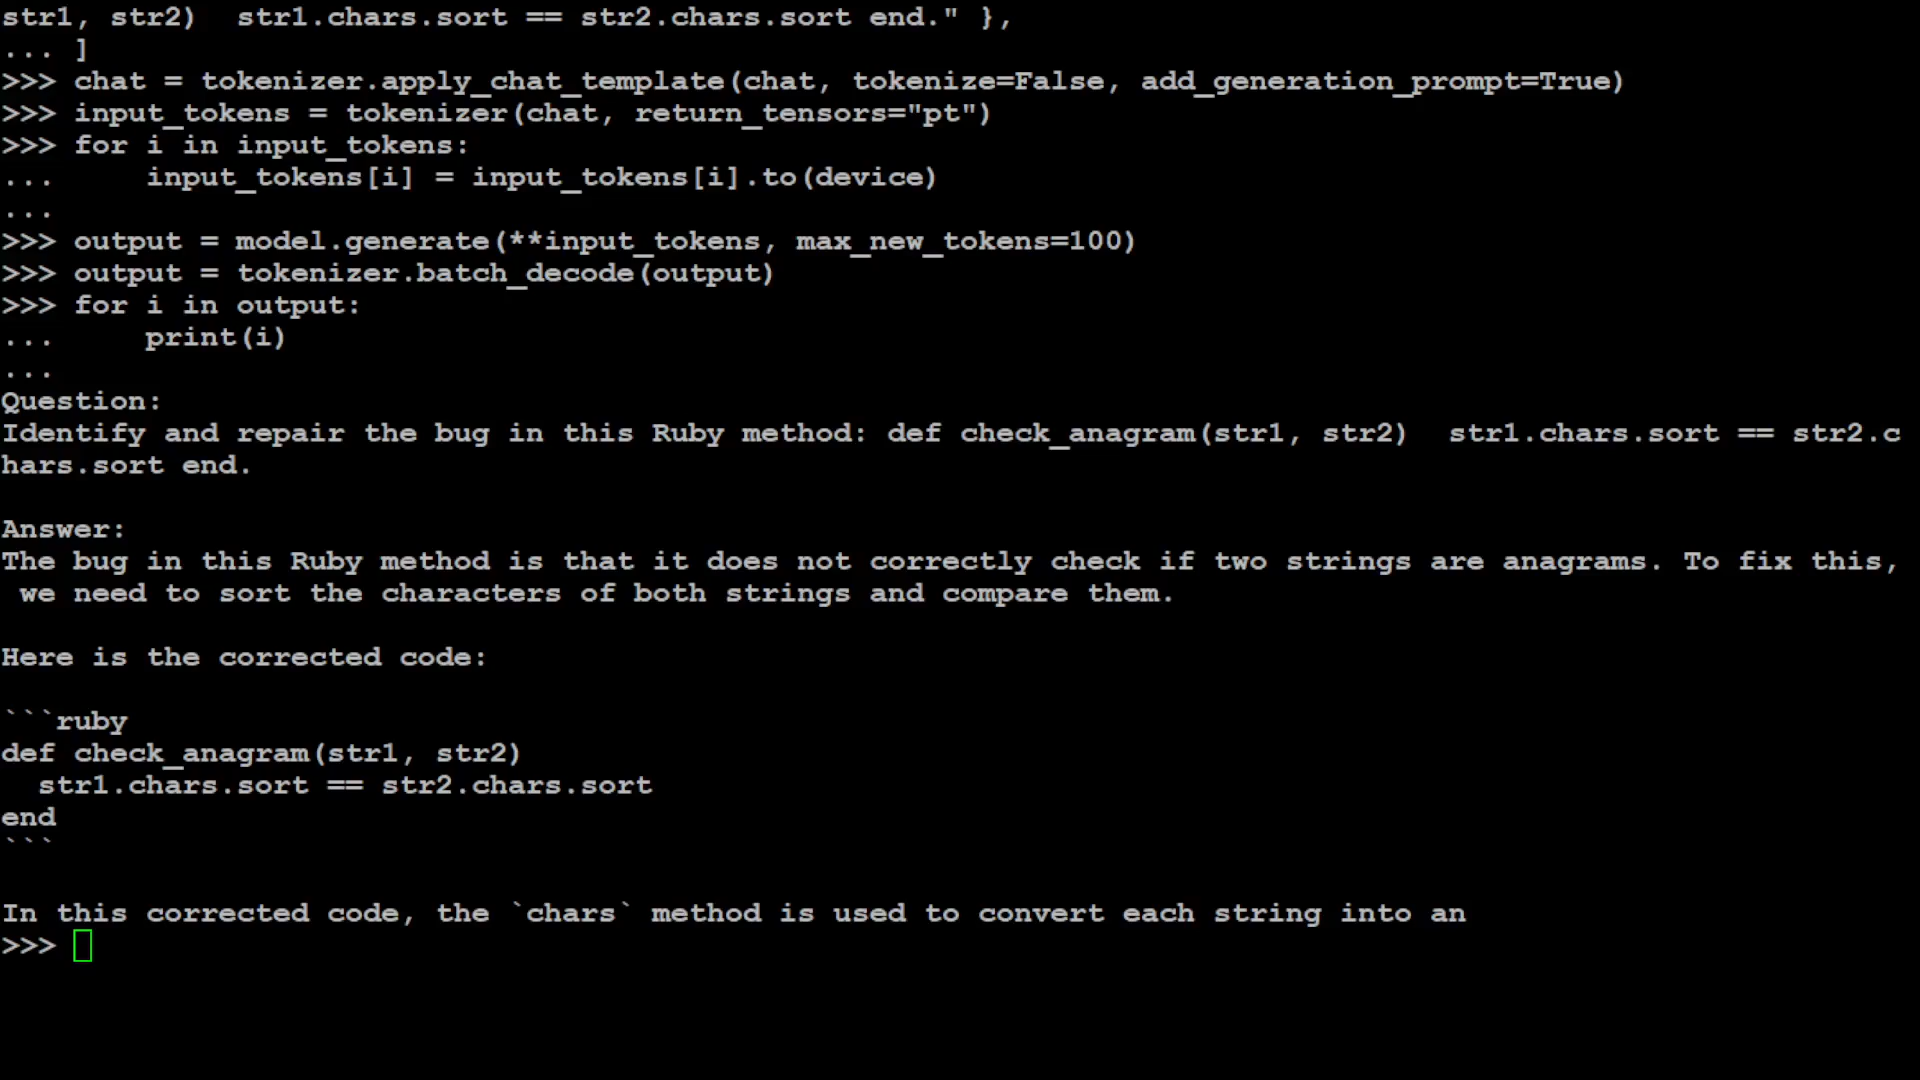 str1, str2)  str1.chars.sort == str2.chars.sort end." },
... ]
>>> chat = tokenizer.apply_chat_template(chat, tokenize=False, add_generation_prompt=True)
>>> input_tokens = tokenizer(chat, return_tensors="pt")
>>> for i in input_tokens:
...     input_tokens[i] = input_tokens[i].to(device)
...
>>> output = model.generate(**input_tokens, max_new_tokens=100)
>>> output = tokenizer.batch_decode(output)
>>> for i in output:
...     print(i)
...
Question:
Identify and repair the bug in this Ruby method: def check_anagram(str1, str2)  str1.chars.sort == str2.c
hars.sort end.

Answer:
The bug in this Ruby method is that it does not correctly check if two strings are anagrams. To fix this,
 we need to sort the characters of both strings and compare them.

Here is the corrected code:

```ruby
def check_anagram(str1, str2)
  str1.chars.sort == str2.chars.sort
end
```

In this corrected code, the `chars` method is used to convert each string into an
>>>